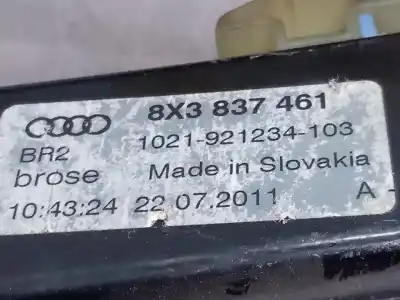 8X3 837 461
1021-921234-103
BR2
brose
Made in Slovakia
10:43:24 22 07.2011 A